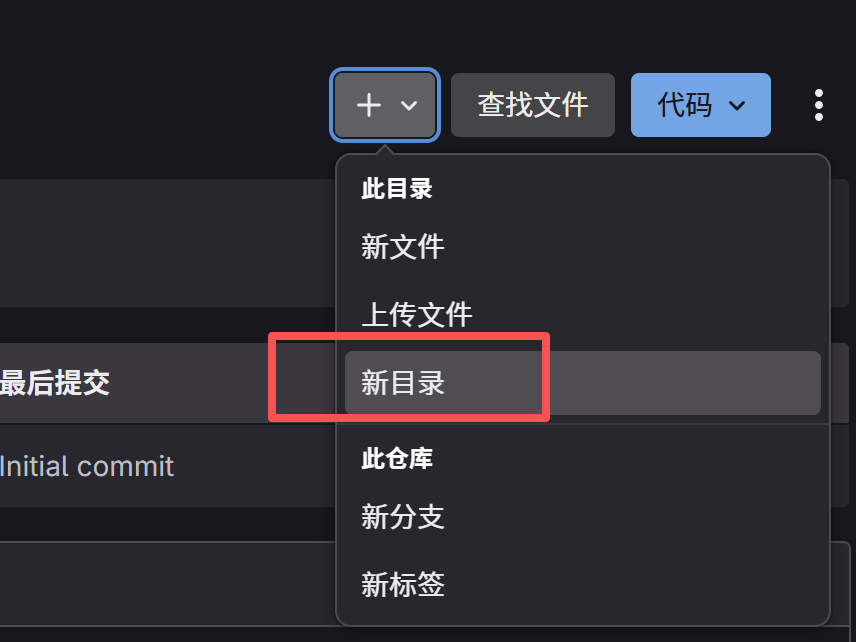 查找文件
代码
此目录
新文件
上传文件
最后提交
新目录
此仓库
Initial commit
新分支
新标签